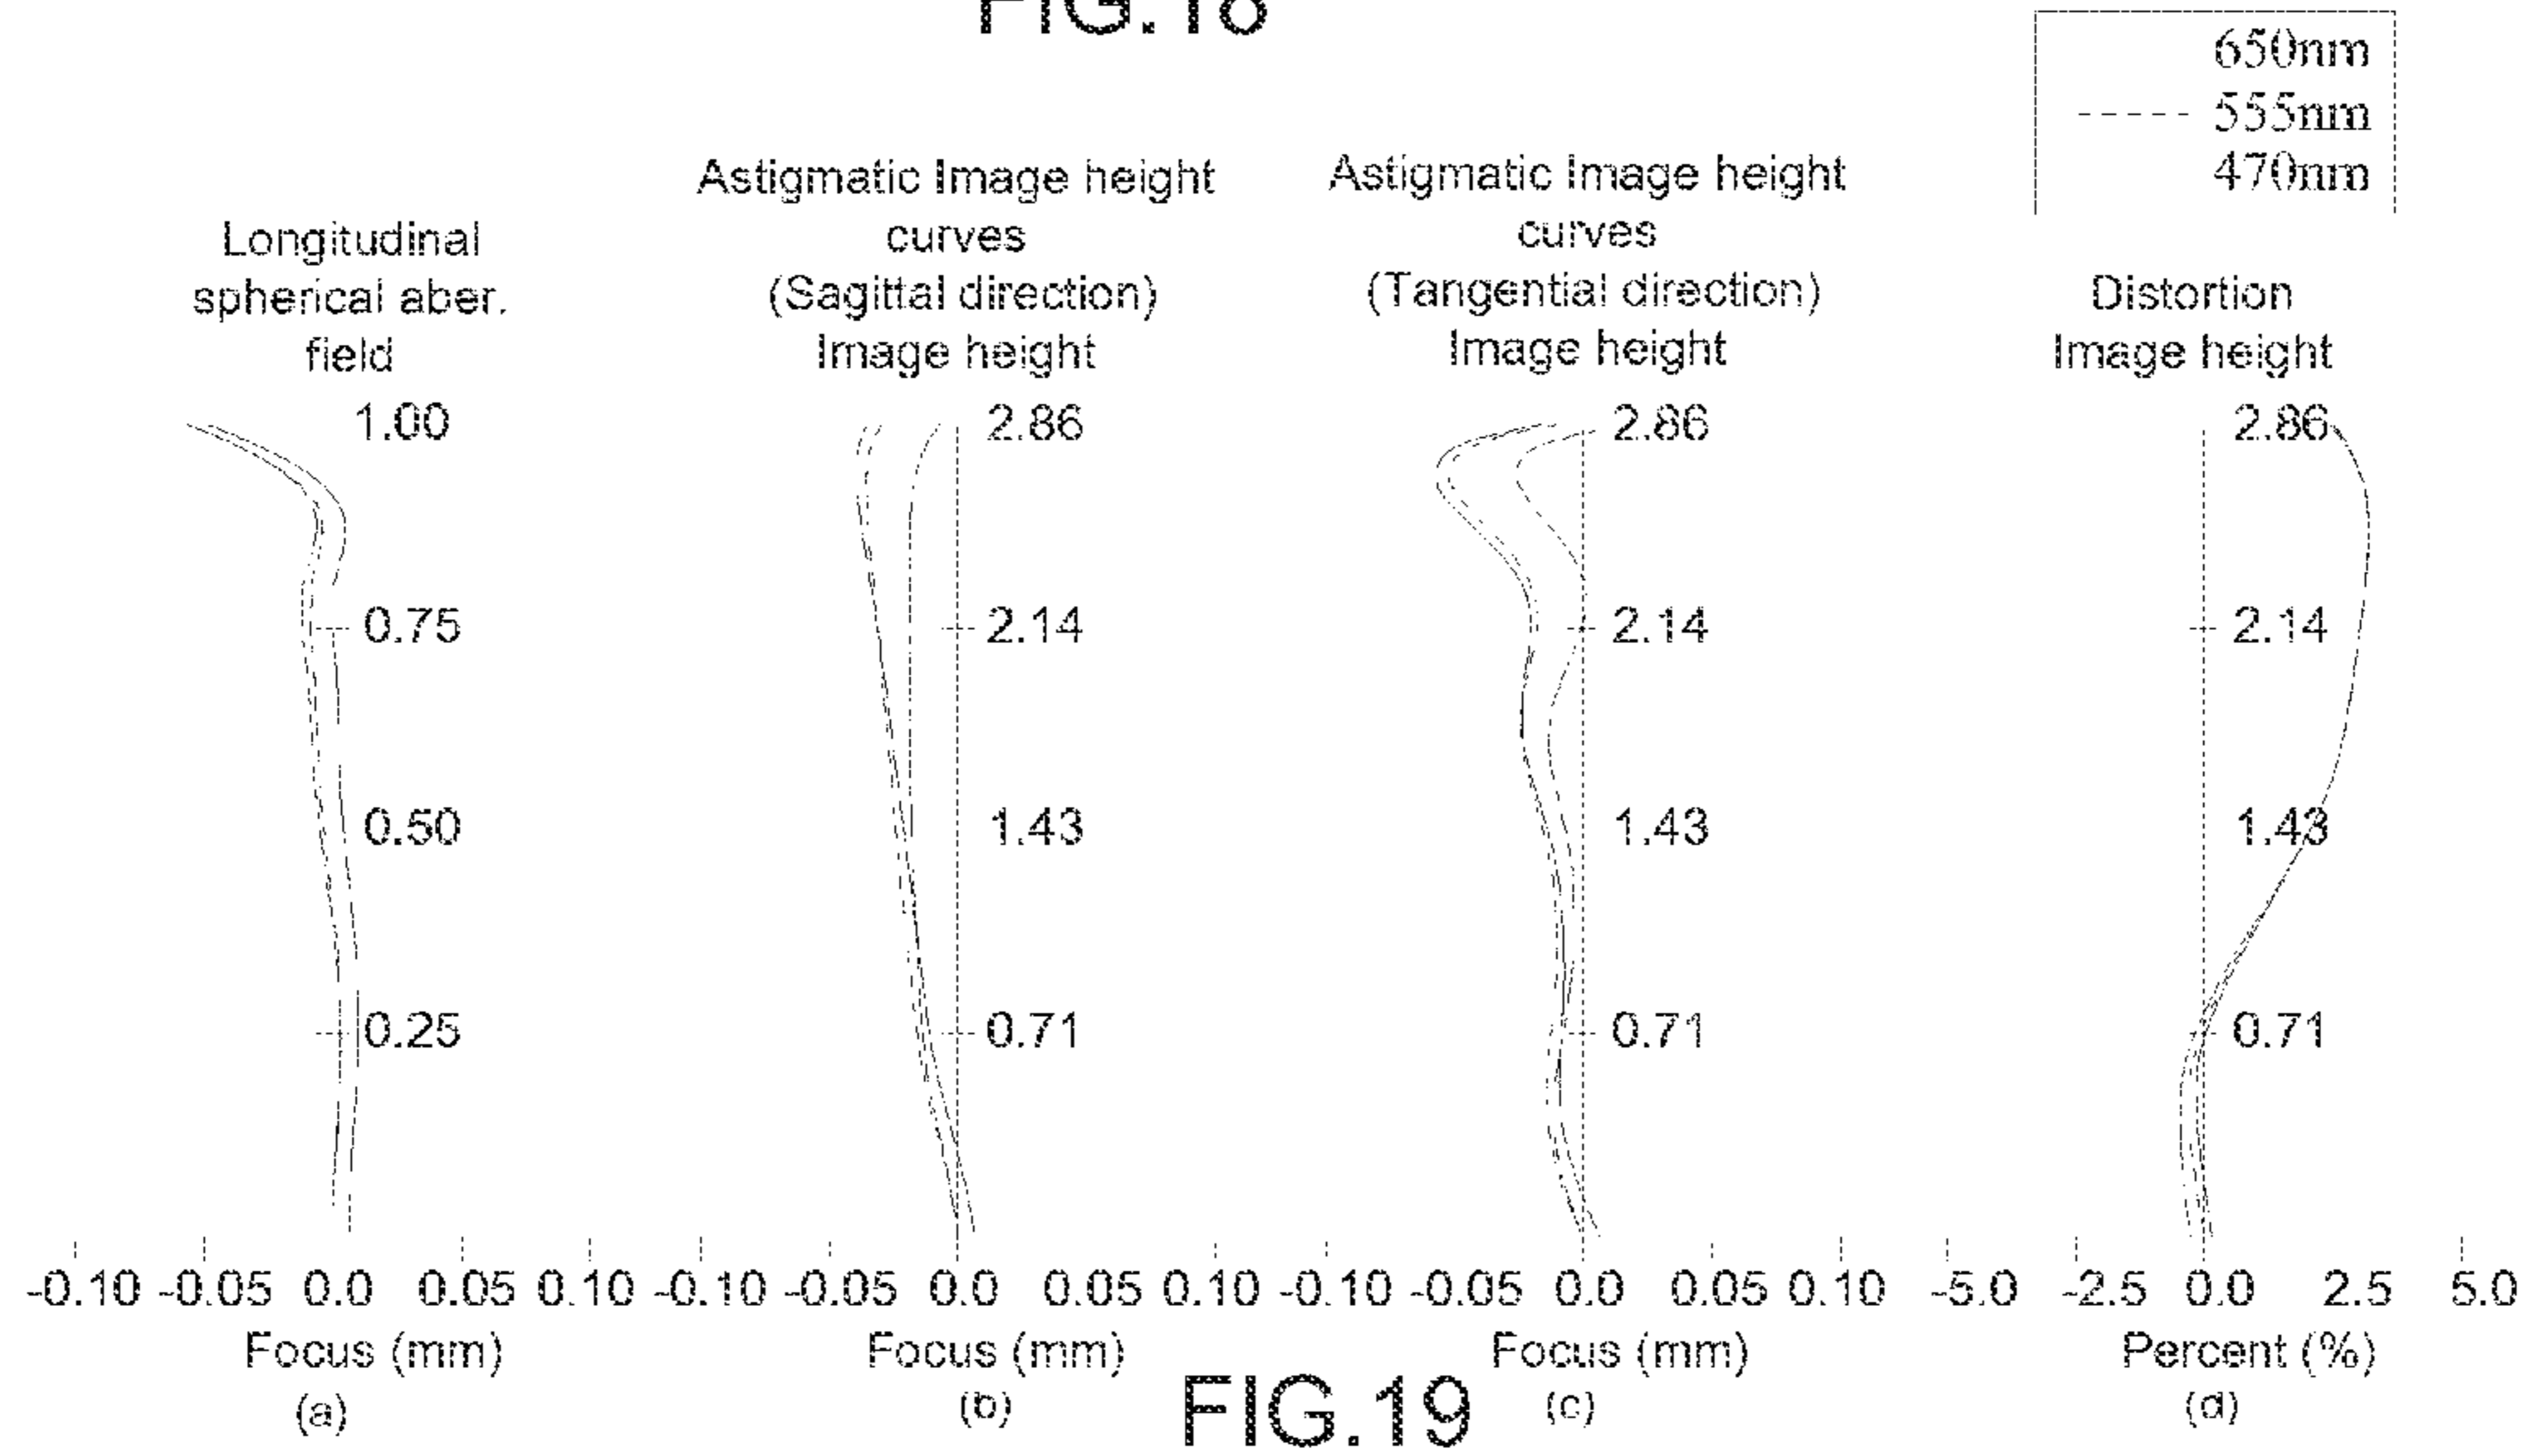 FIG.18
650nm
555nm
470nm
Longitudinal
spherical aber.
field
1.00
0.75
0.50
0.25
-0.10 -0.05 0.0 0.05 0.10
Focus (mm)
(a)
Astigmatic Image height
curves
(Sagittal direction)
Image height
2.86
2.14
1.43
0.71
-0.10 -0.05 0.0 0.05 0.10
Focus (mm)
(b)
Astigmatic Image height
curves
(Tangential direction)
Image height
2.86
2.14
1.43
0.71
-0.10 -0.05 0.0 0.05 0.10
Focus (mm)
(c)
Distortion
Image height
2.86
2.14
1.43
0.71
-5.0 -2.5 0.0 2.5 5.0
Percent (%)
(d)
FIG.19